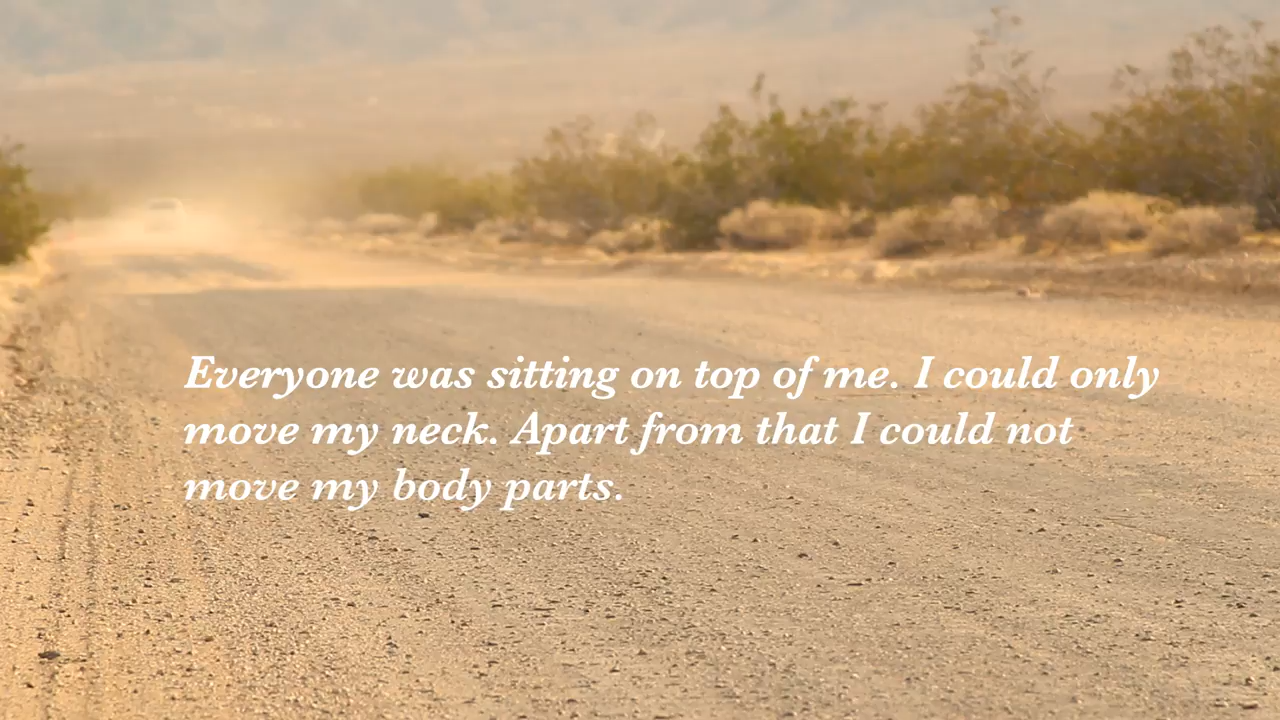 Everyone was sitting on top of me. I could only
move my neck. Apart from that I could not
move my body parts.